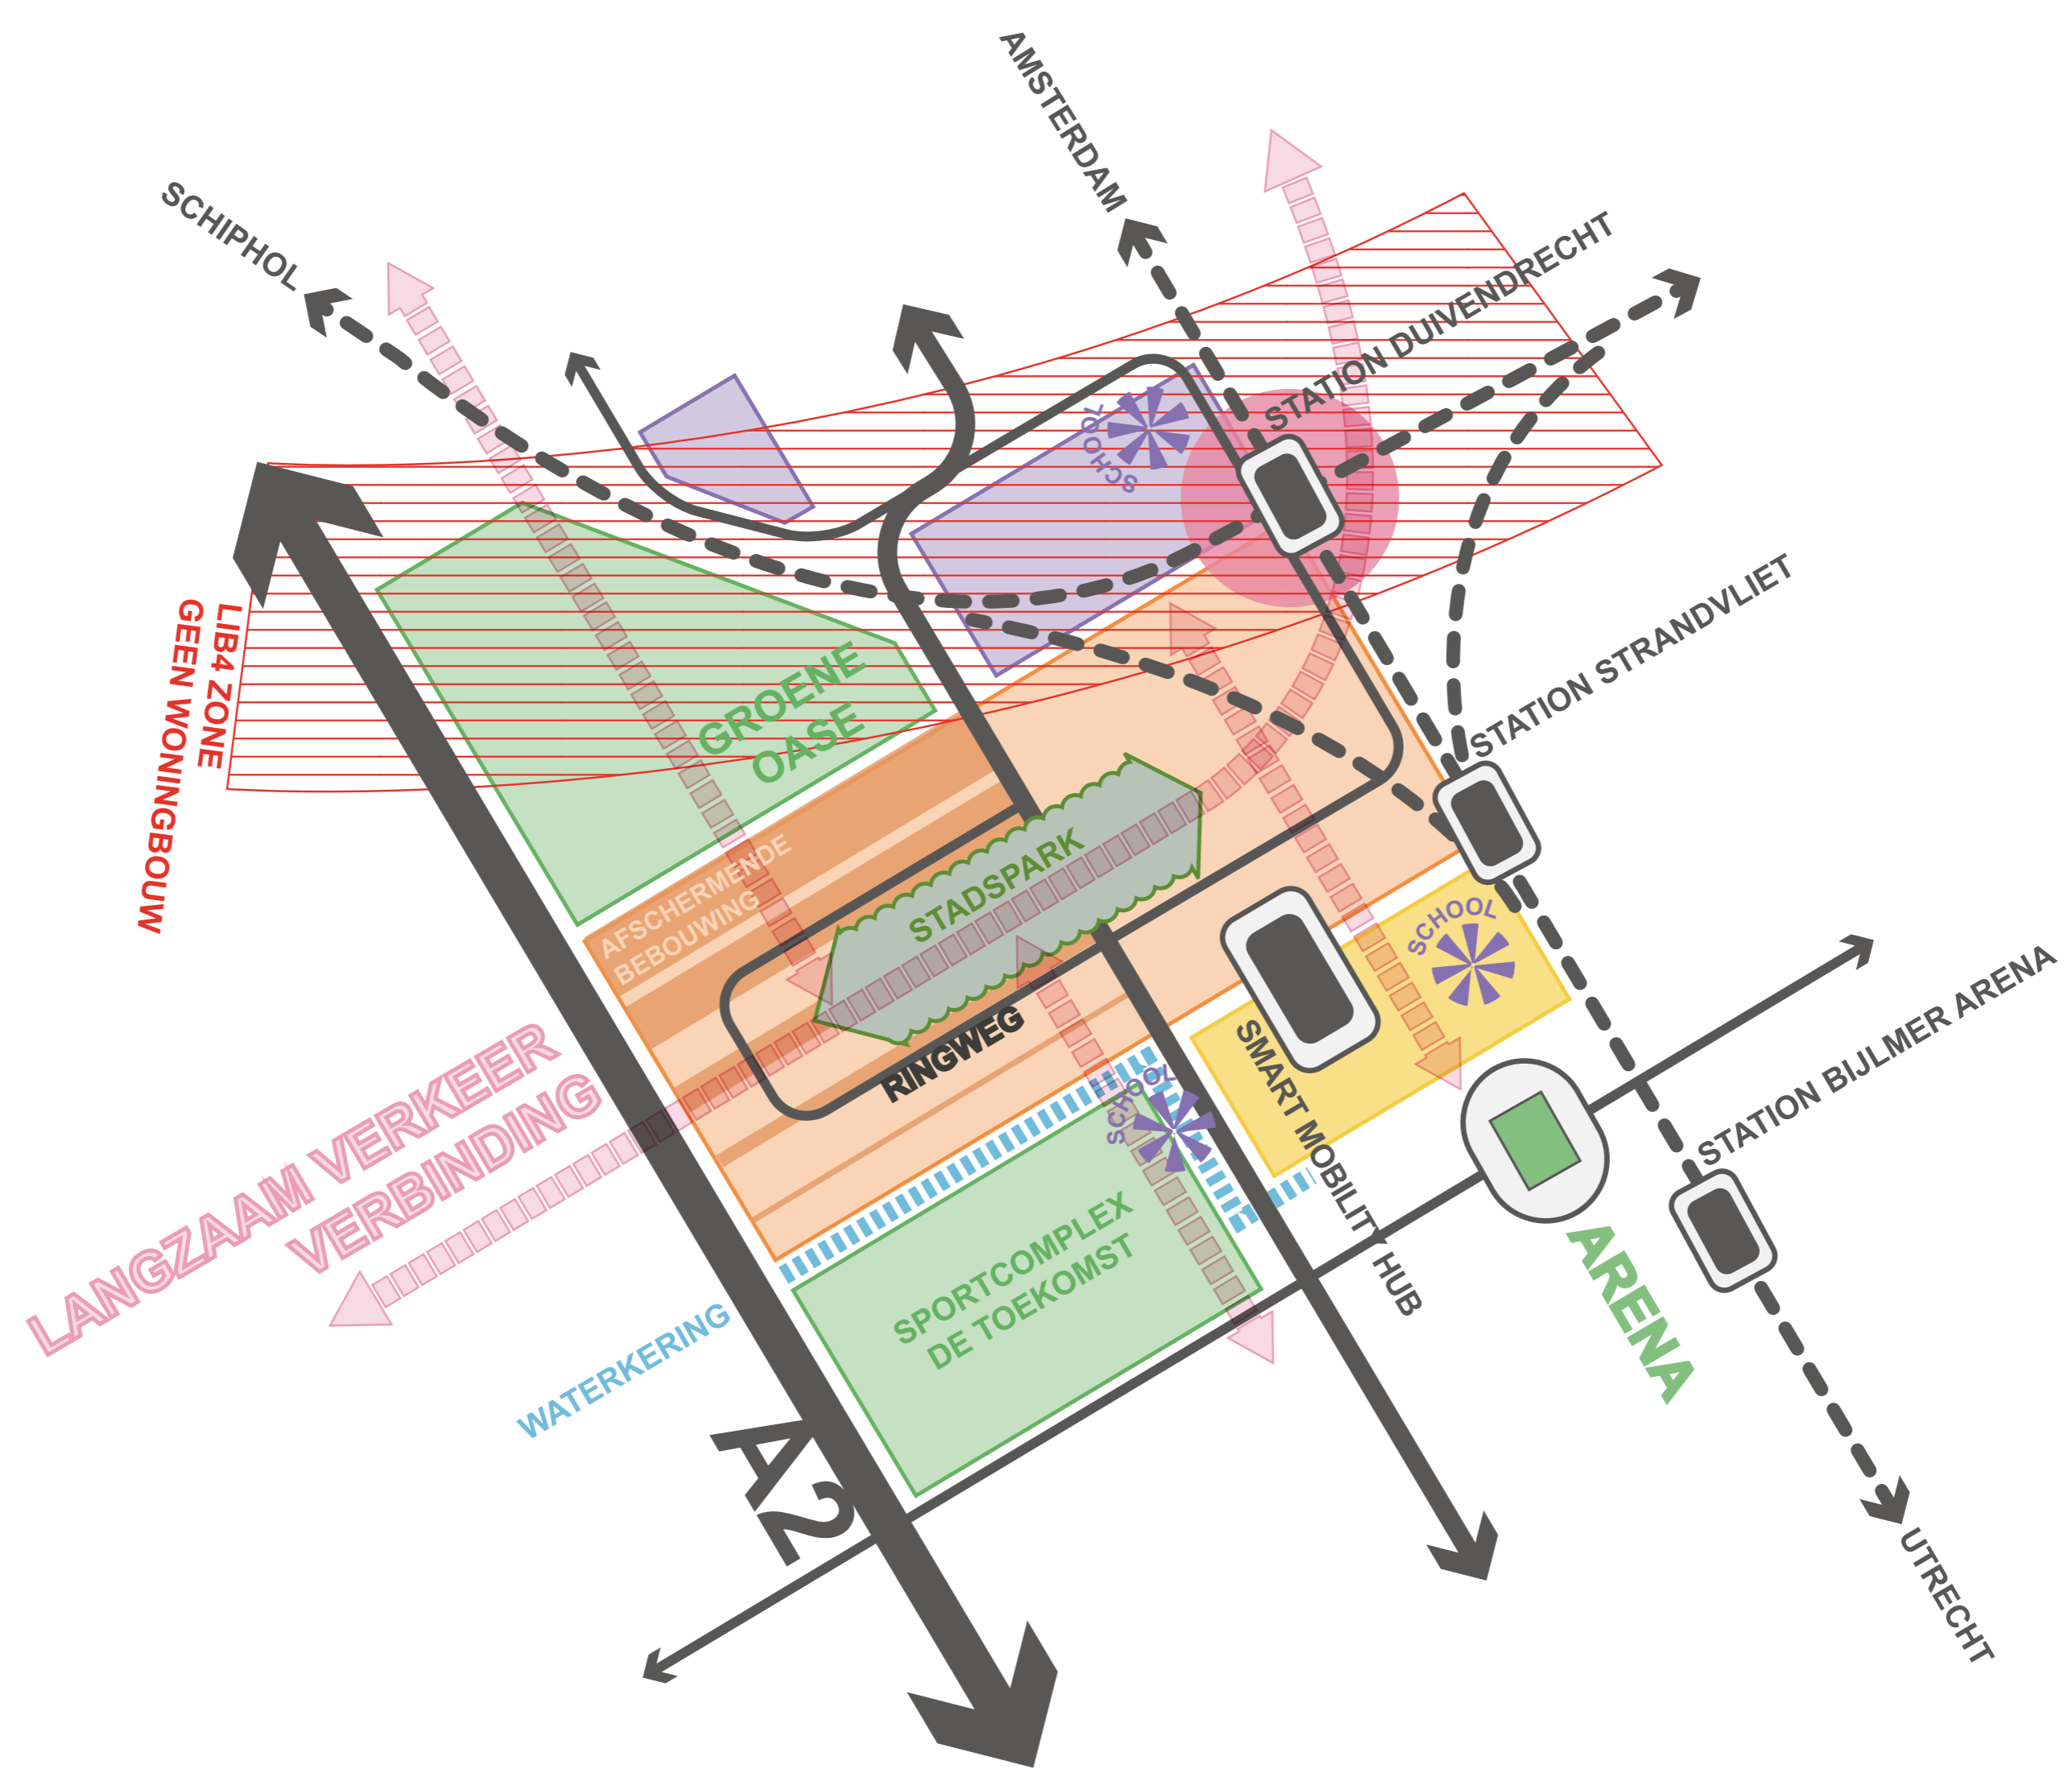 AMSTERDAM
SCHIPHOL
STATION DUIVENDRECHT
SCHOOL
STATION STRANDVLIET
LIB4 ZONE
GEEN WONINGBOUW
GROENE
OASE
AFSCHERMENDE
BEBOUWING
STADSPARK
SCHOOL
RINGWEG
SMART MOBILITY HUB
STATION BIJLMER ARENA
LANGZAAM VERKEER
VERBINDING
SCHOOL
SPORTCOMPLEX
DE TOEKOMST
ARENA
WATERKERING
A2
UTRECHT